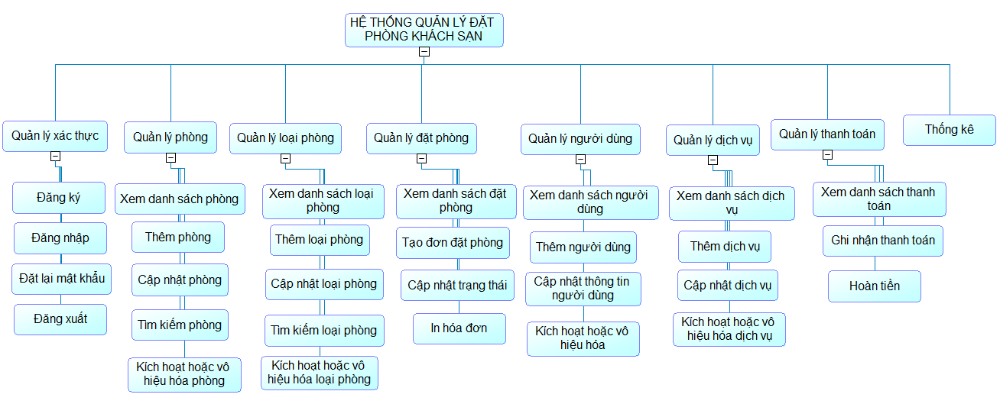 HỆ THỐNG QUẢN LÝ ĐẶT
PHÒNG KHÁCH SẠN
Quản lý xác thực
Đăng ký
Đăng nhập
Đặt lại mật khẩu
Đăng xuất
Quản lý phòng
Xem danh sách phòng
Thêm phòng
Cập nhật phòng
Tìm kiếm phòng
Kích hoạt hoặc vô
hiệu hóa phòng
Quản lý loại phòng
Xem danh sách loại
phòng
Thêm loại phòng
Cập nhật loại phòng
Tìm kiếm loại phòng
Kích hoạt hoặc vô
hiệu hóa loại phòng
Quản lý đặt phòng
Xem danh sách đặt
phòng
Tạo đơn đặt phòng
Cập nhật trạng thái
In hóa đơn
Quản lý người dùng
Xem danh sách người
dùng
Thêm người dùng
Cập nhật thông tin
người dùng
Kích hoạt hoặc vô
hiệu hóa
Quản lý dịch vụ
Xem danh sách dịch
vụ
Thêm dịch vụ
Cập nhật dịch vụ
Kích hoạt hoặc vô
hiệu hóa dịch vụ
Quản lý thanh toán
Xem danh sách thanh
toán
Ghi nhận thanh toán
Hoàn tiền
Thống kê